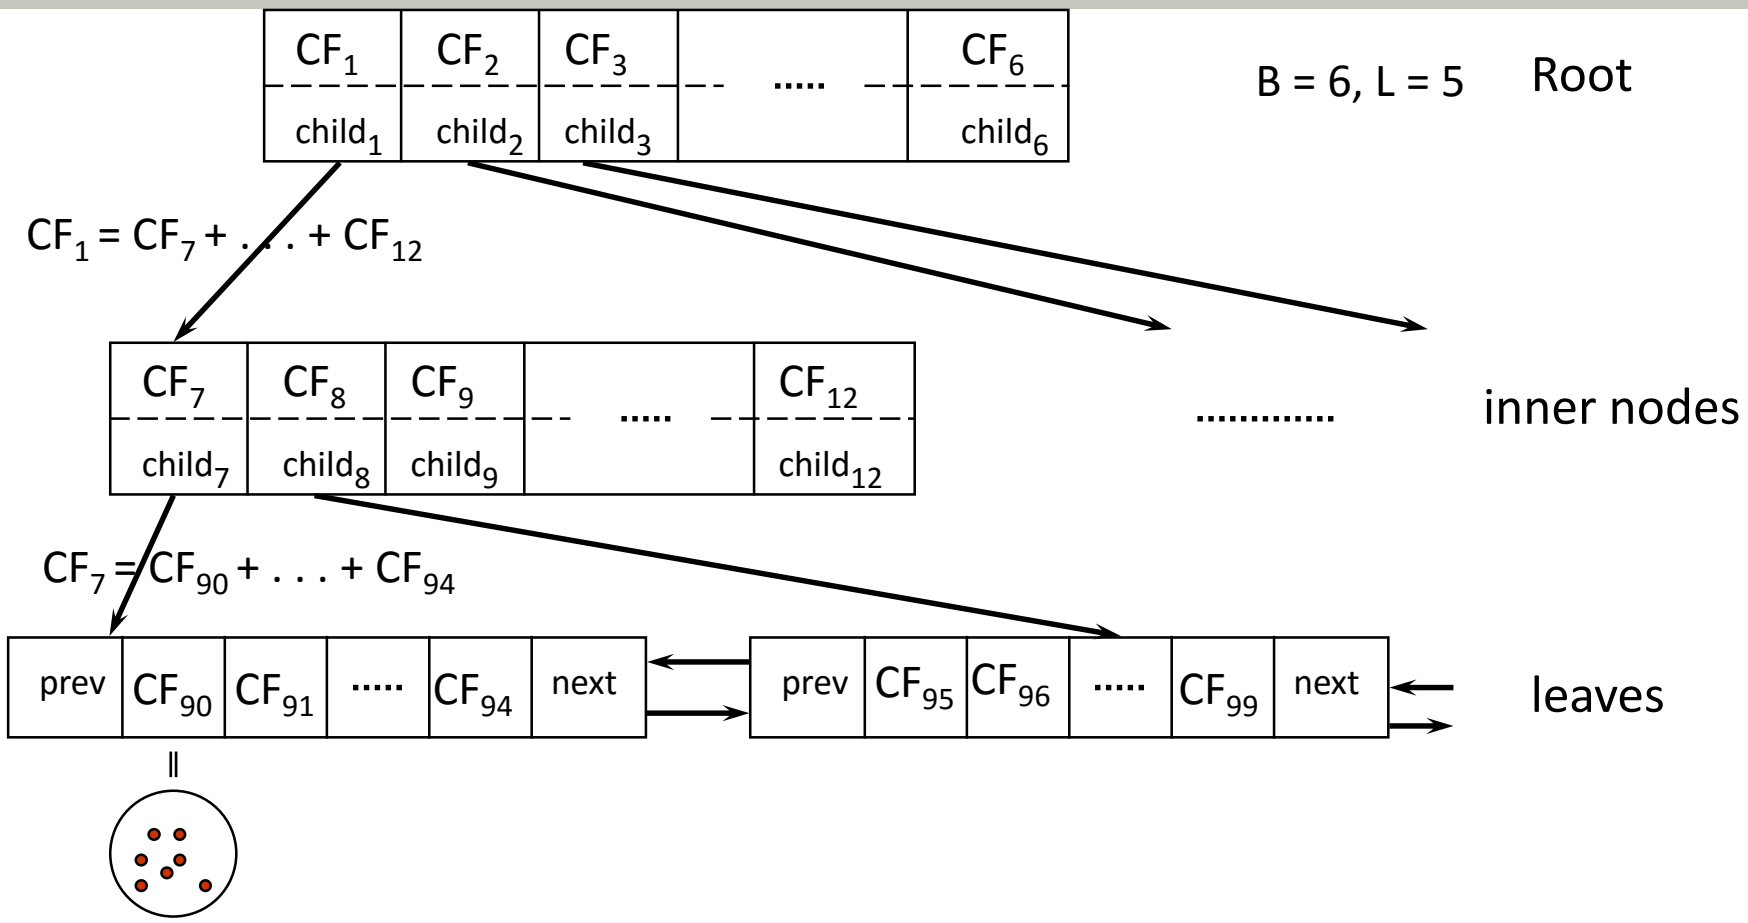 CF₁ CF₂ CF₃ ..... CF₆
B = 6, L = 5 Root
child₁ child₂ child₃ child₆
CF₁ = CF₇ + . . . + CF₁₂
CF₇ CF₈ CF₉ ..... CF₁₂
............. inner nodes
child₇ child₈ child₉ child₁₂
CF₇ = CF₉₀ + . . . + CF₉₄
prev CF₉₀ CF₉₁ ..... CF₉₄ next prev CF₉₅ CF₉₆ ..... CF₉₉ next leaves
=